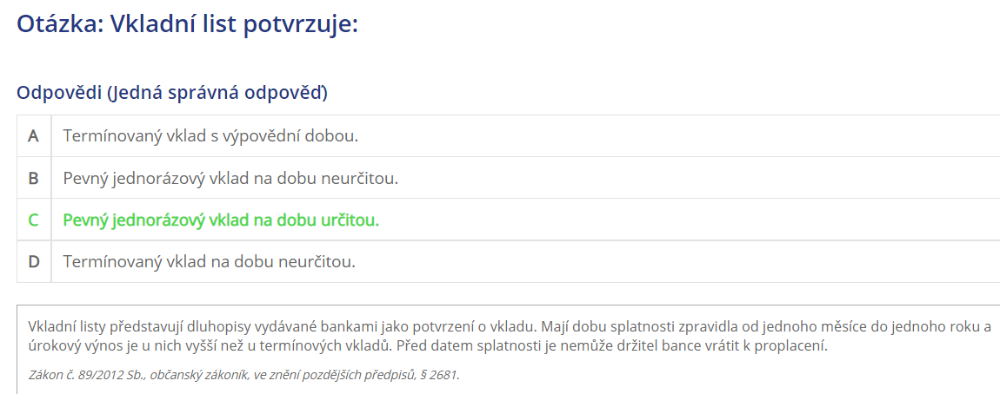 Otázka: Vkladní list potvrzuje:
Odpovědi (Jedná správná odpověď)
A Termínovaný vklad s výpovědní dobou.
B Pevný jednorázový vklad na dobu neurčitou.
C Pevný jednorázový vklad na dobu určitou.
D Termínovaný vklad na dobu neurčitou.
Vkladní listy představují dluhopisy vydávané bankami jako potvrzení o vkladu. Mají dobu splatnosti zpravidla od jednoho měsíce do jednoho roku a
úrokový výnos je u nich vyšší než u termínových vkladů. Před datem splatnosti je nemůže držitel bance vrátit k proplacení.
Zákon č. 89/2012 Sb., občanský zákoník, ve znění pozdějších předpisů, § 2681.